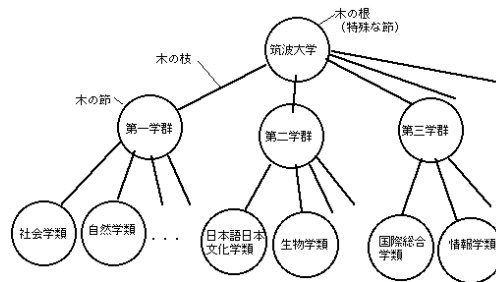 木の根
（特殊な節）
筑波大学
木の枝
木の節
第一学群
第二学群
第三学群
社会学類
自然学類
. . .
日本語日本
文化学類
生物学類
国際総合
学類
情報学類